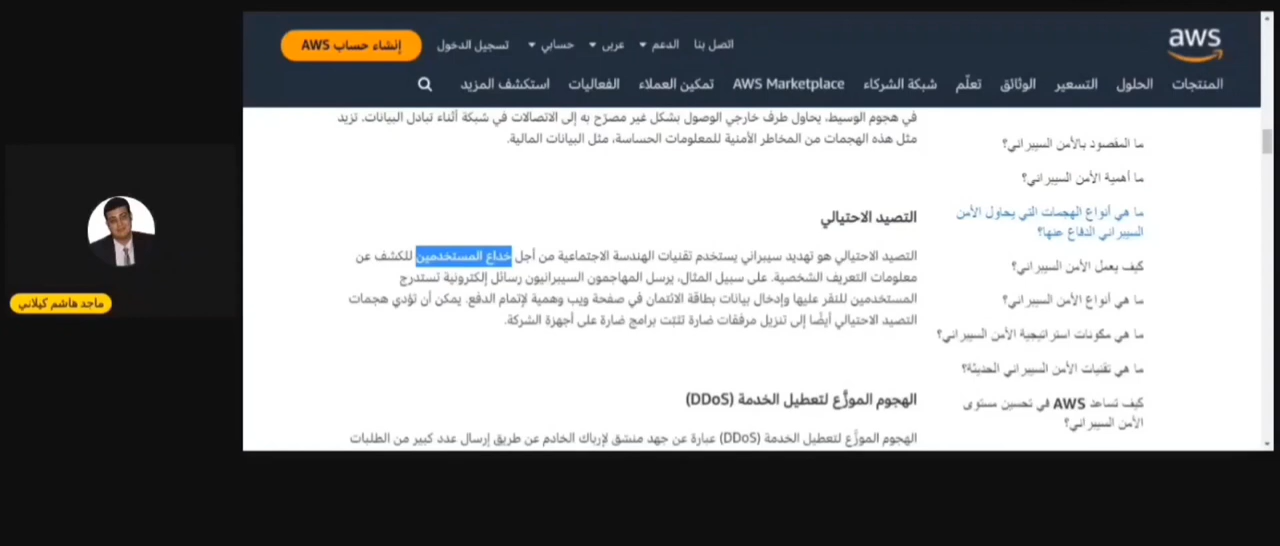 aws
اتصل بنا
الدعم
عربي
حسابي
تسجيل الدخول
إنشاء حساب AWS
المنتجات
الحلول
التسعير
الوثائق
تعلّم
شبكة الشركاء
AWS Marketplace
تمكين العملاء
الفعاليات
استكشف المزيد
ما المقصود بالأمن السيبراني؟
ما أهمية الأمن السيبراني؟
ما هي أنواع الهجمات التي يحاول الأمن
السيبراني الدفاع عنها؟
كيف يعمل الأمن السيبراني؟
ما هي أنواع الأمن السيبراني؟
ما هي مكونات استراتيجية الأمن السيبراني؟
ما هي تقنيات الأمن السيبراني الحديثة؟
كيف تساعد AWS في تحسين مستوى
الأمن السيبراني؟
في هجوم الوسيط، يحاول طرف خارجي الوصول بشكل غير مصرّح به إلى الاتصالات في شبكة أثناء تبادل البيانات. تزيد
مثل هذه الهجمات من المخاطر الأمنية للمعلومات الحساسة، مثل البيانات المالية.
التصيد الاحتيالي
التصيد الاحتيالي هو تهديد سيبراني يستخدم تقنيات الهندسة الاجتماعية من أجل خداع المستخدمين للكشف عن
معلومات التعريف الشخصية. على سبيل المثال، يرسل المهاجمون السيبرانيون رسائل إلكترونية تستدرج
المستخدمين للنقر عليها وإدخال بيانات بطاقة الائتمان في صفحة ويب وهمية لإتمام الدفع. يمكن أن تؤدي هجمات
التصيد الاحتيالي أيضًا إلى تنزيل مرفقات ضارة تثبّت برامج ضارة على أجهزة الشركة.
الهجوم الموزَّع لتعطيل الخدمة (DDoS)
الهجوم الموزَّع لتعطيل الخدمة (DDoS) عبارة عن جهد منسّق لإرباك الخادم عن طريق إرسال عدد كبير من الطلبات
ماجد هاشم كيلاني